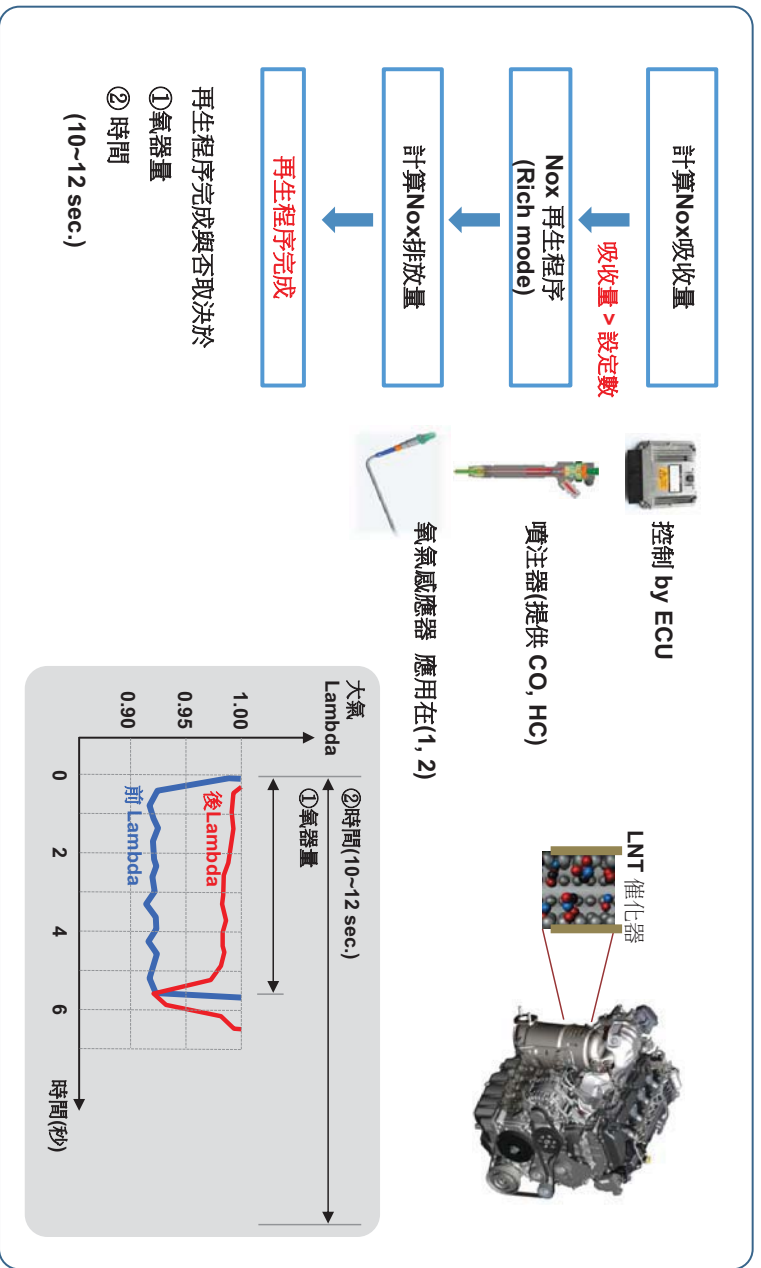 計算Nox吸收量
吸收量 > 設定數
Nox 再生程序
(Rich mode)
計算Nox排放量
再生程序完成
再生程序完成與否取決於
①氧器量
② 時間
(10~12 sec.)
控制 by ECU
噴注器(提供 CO, HC)
氧氣感應器 應用在(1, 2)
LNT 催化器
大氣
Lambda
②時間(10~12 sec.)
①氧器量
1.00
0.95
0.90
後Lambda
前 Lambda
0
2
4
6
時間(秒)